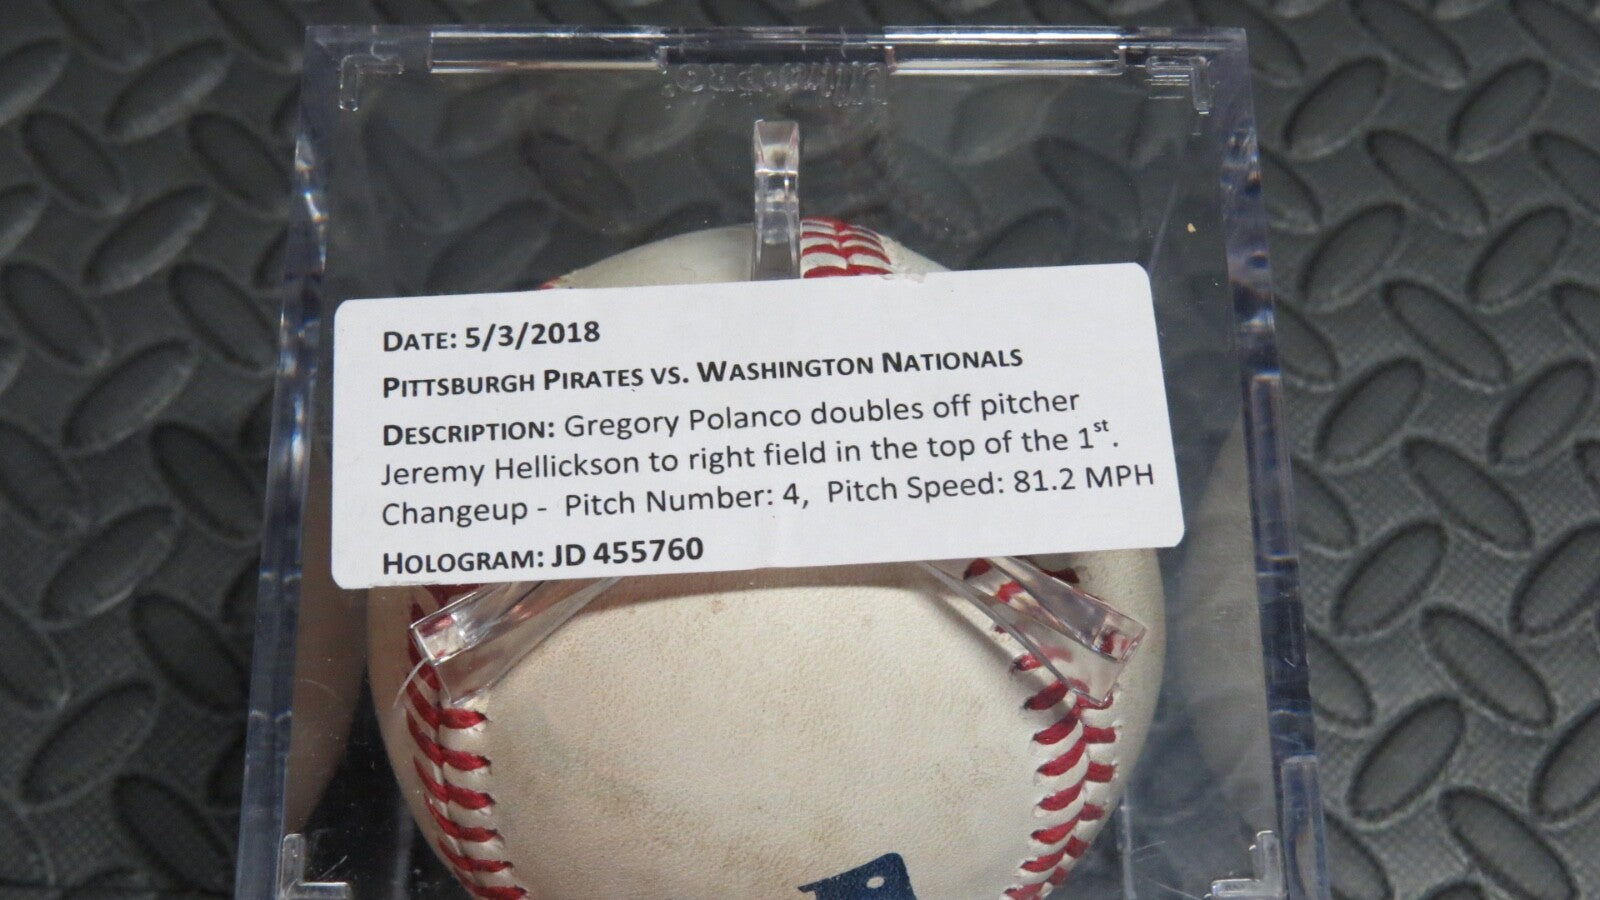 DATE: 5/3/2018
PITTSBURGH PIRATES VS. WASHINGTON NATIONALS
DESCRIPTION: Gregory Polanco doubles off pitcher
Jeremy Hellickson to right field in the top of the 1st.
Changeup - Pitch Number: 4, Pitch Speed: 81.2 MPH
HOLOGRAM: JD 455760